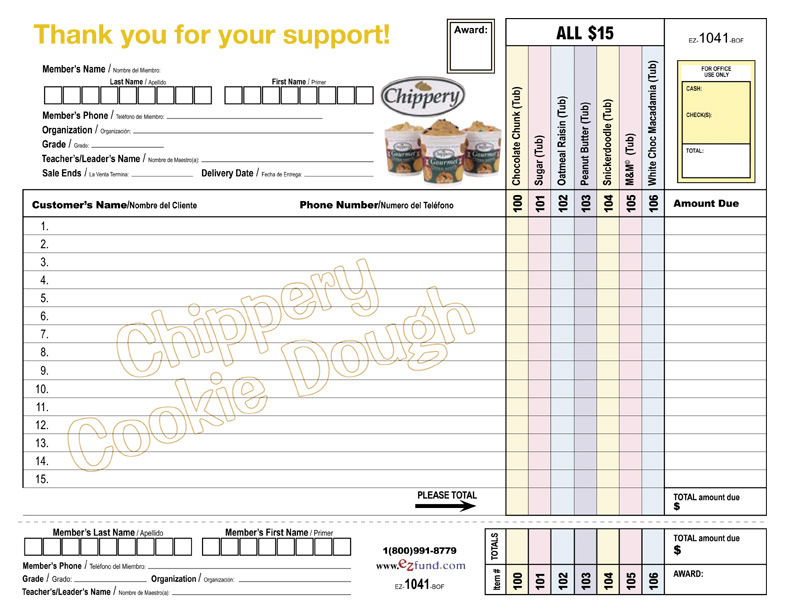 Thank you for your support!
Award:
ALL $15
EZ-1041-BOF
Member's Name / Nombre del Miembro:
Last Name / Apellido
First Name / Primer
Member's Phone / Teléfono del Miembro:
Organization / Organización:
Grade / Grado:
Teacher's/Leader's Name / Nombre de Maestro(a):
Sale Ends / La Venta Termina:
Delivery Date / Fecha de Entrega:
Chippery
Gourmet
Gourmet
Gourmet
Chocolate Chunk (Tub)
Sugar (Tub)
Oatmeal Raisin (Tub)
Peanut Butter (Tub)
Snickerdoodle (Tub)
M&M® (Tub)
White Choc Macadamia (Tub)
FOR OFFICE
USE ONLY
CASH:
CHECK(S):
TOTAL:
Customer's Name/Nombre del Cliente
Phone Number/Numero del Teléfono
100 101 102 103 104 105 106
Amount Due
1.
2.
3.
4.
5.
6.
7.
8.
9.
10.
11.
12.
13.
14.
15.
Chippery
Cookie Dough
PLEASE TOTAL
TOTAL amount due
$
Member's Last Name / Apellido
Member's First Name / Primer
Member's Phone / Teléfono del Miembro:
Grade / Grado:
Organization / Organización:
Teacher's/Leader's Name / Nombre de Maestro(a):
1(800)991-8779
www.ezfund.com
EZ-1041-BOF
TOTALS
Item #
100 101 102 103 104 105 106
TOTAL amount due
$
AWARD: